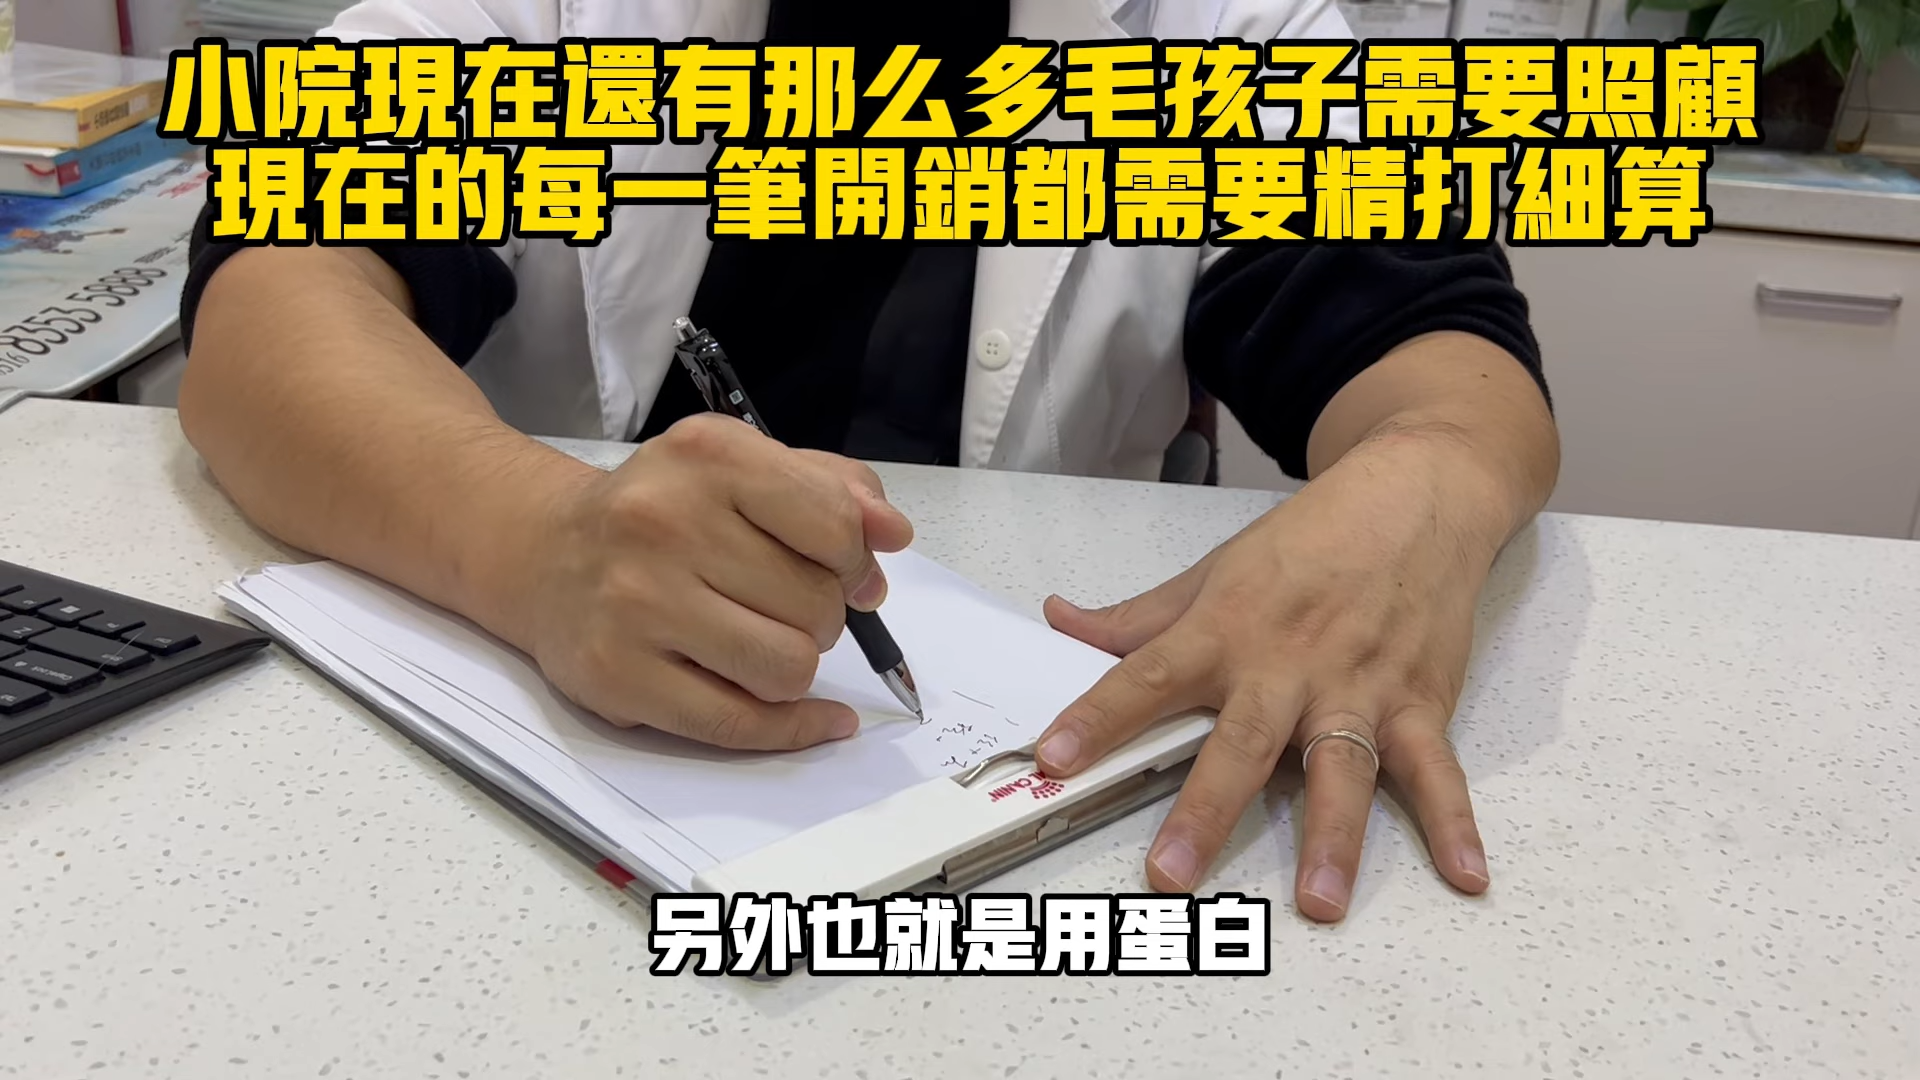 小院現在還有那么多毛孩子需要照顧
現在的每一筆開銷都需要精打細算
8353 5888
另外也就是用蛋白